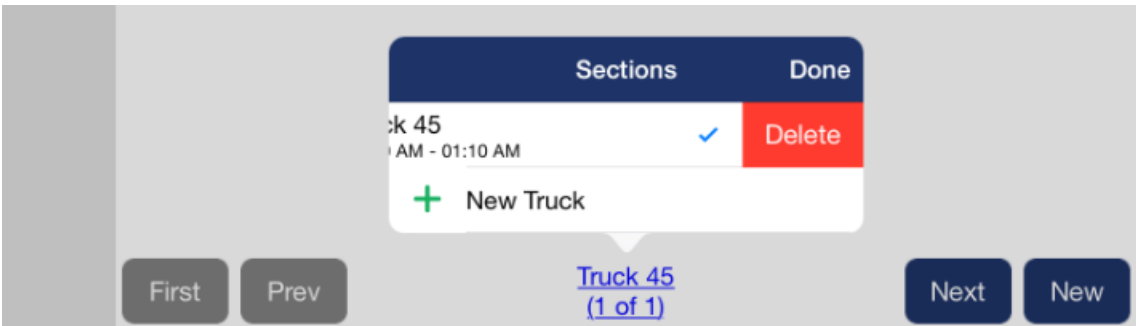 Sections Done
ck 45 Delete
AM - 01:10 AM
New Truck
First Prev Truck 45 Next New
(1 of 1)